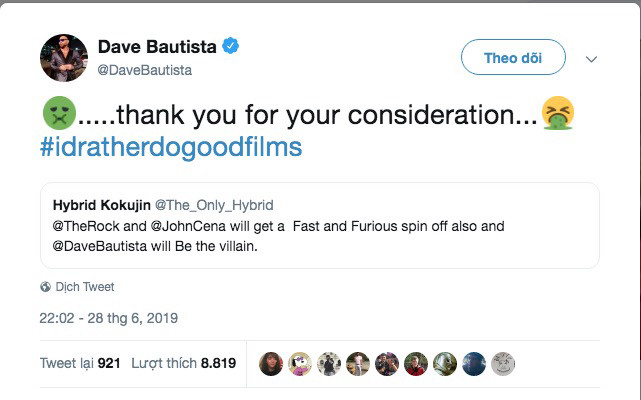 Dave Bautista
@DaveBautista
Theo dõi
.....thank you for your consideration...
#idratherdogoodfilms
Hybrid Kokujin @The_Only_Hybrid
@TheRock and @JohnCena will get a Fast and Furious spin off also and
@DaveBautista will Be the villain.
Dịch Tweet
22:02 - 28 thg 6, 2019
Tweet lại 921 Lượt thích 8.819